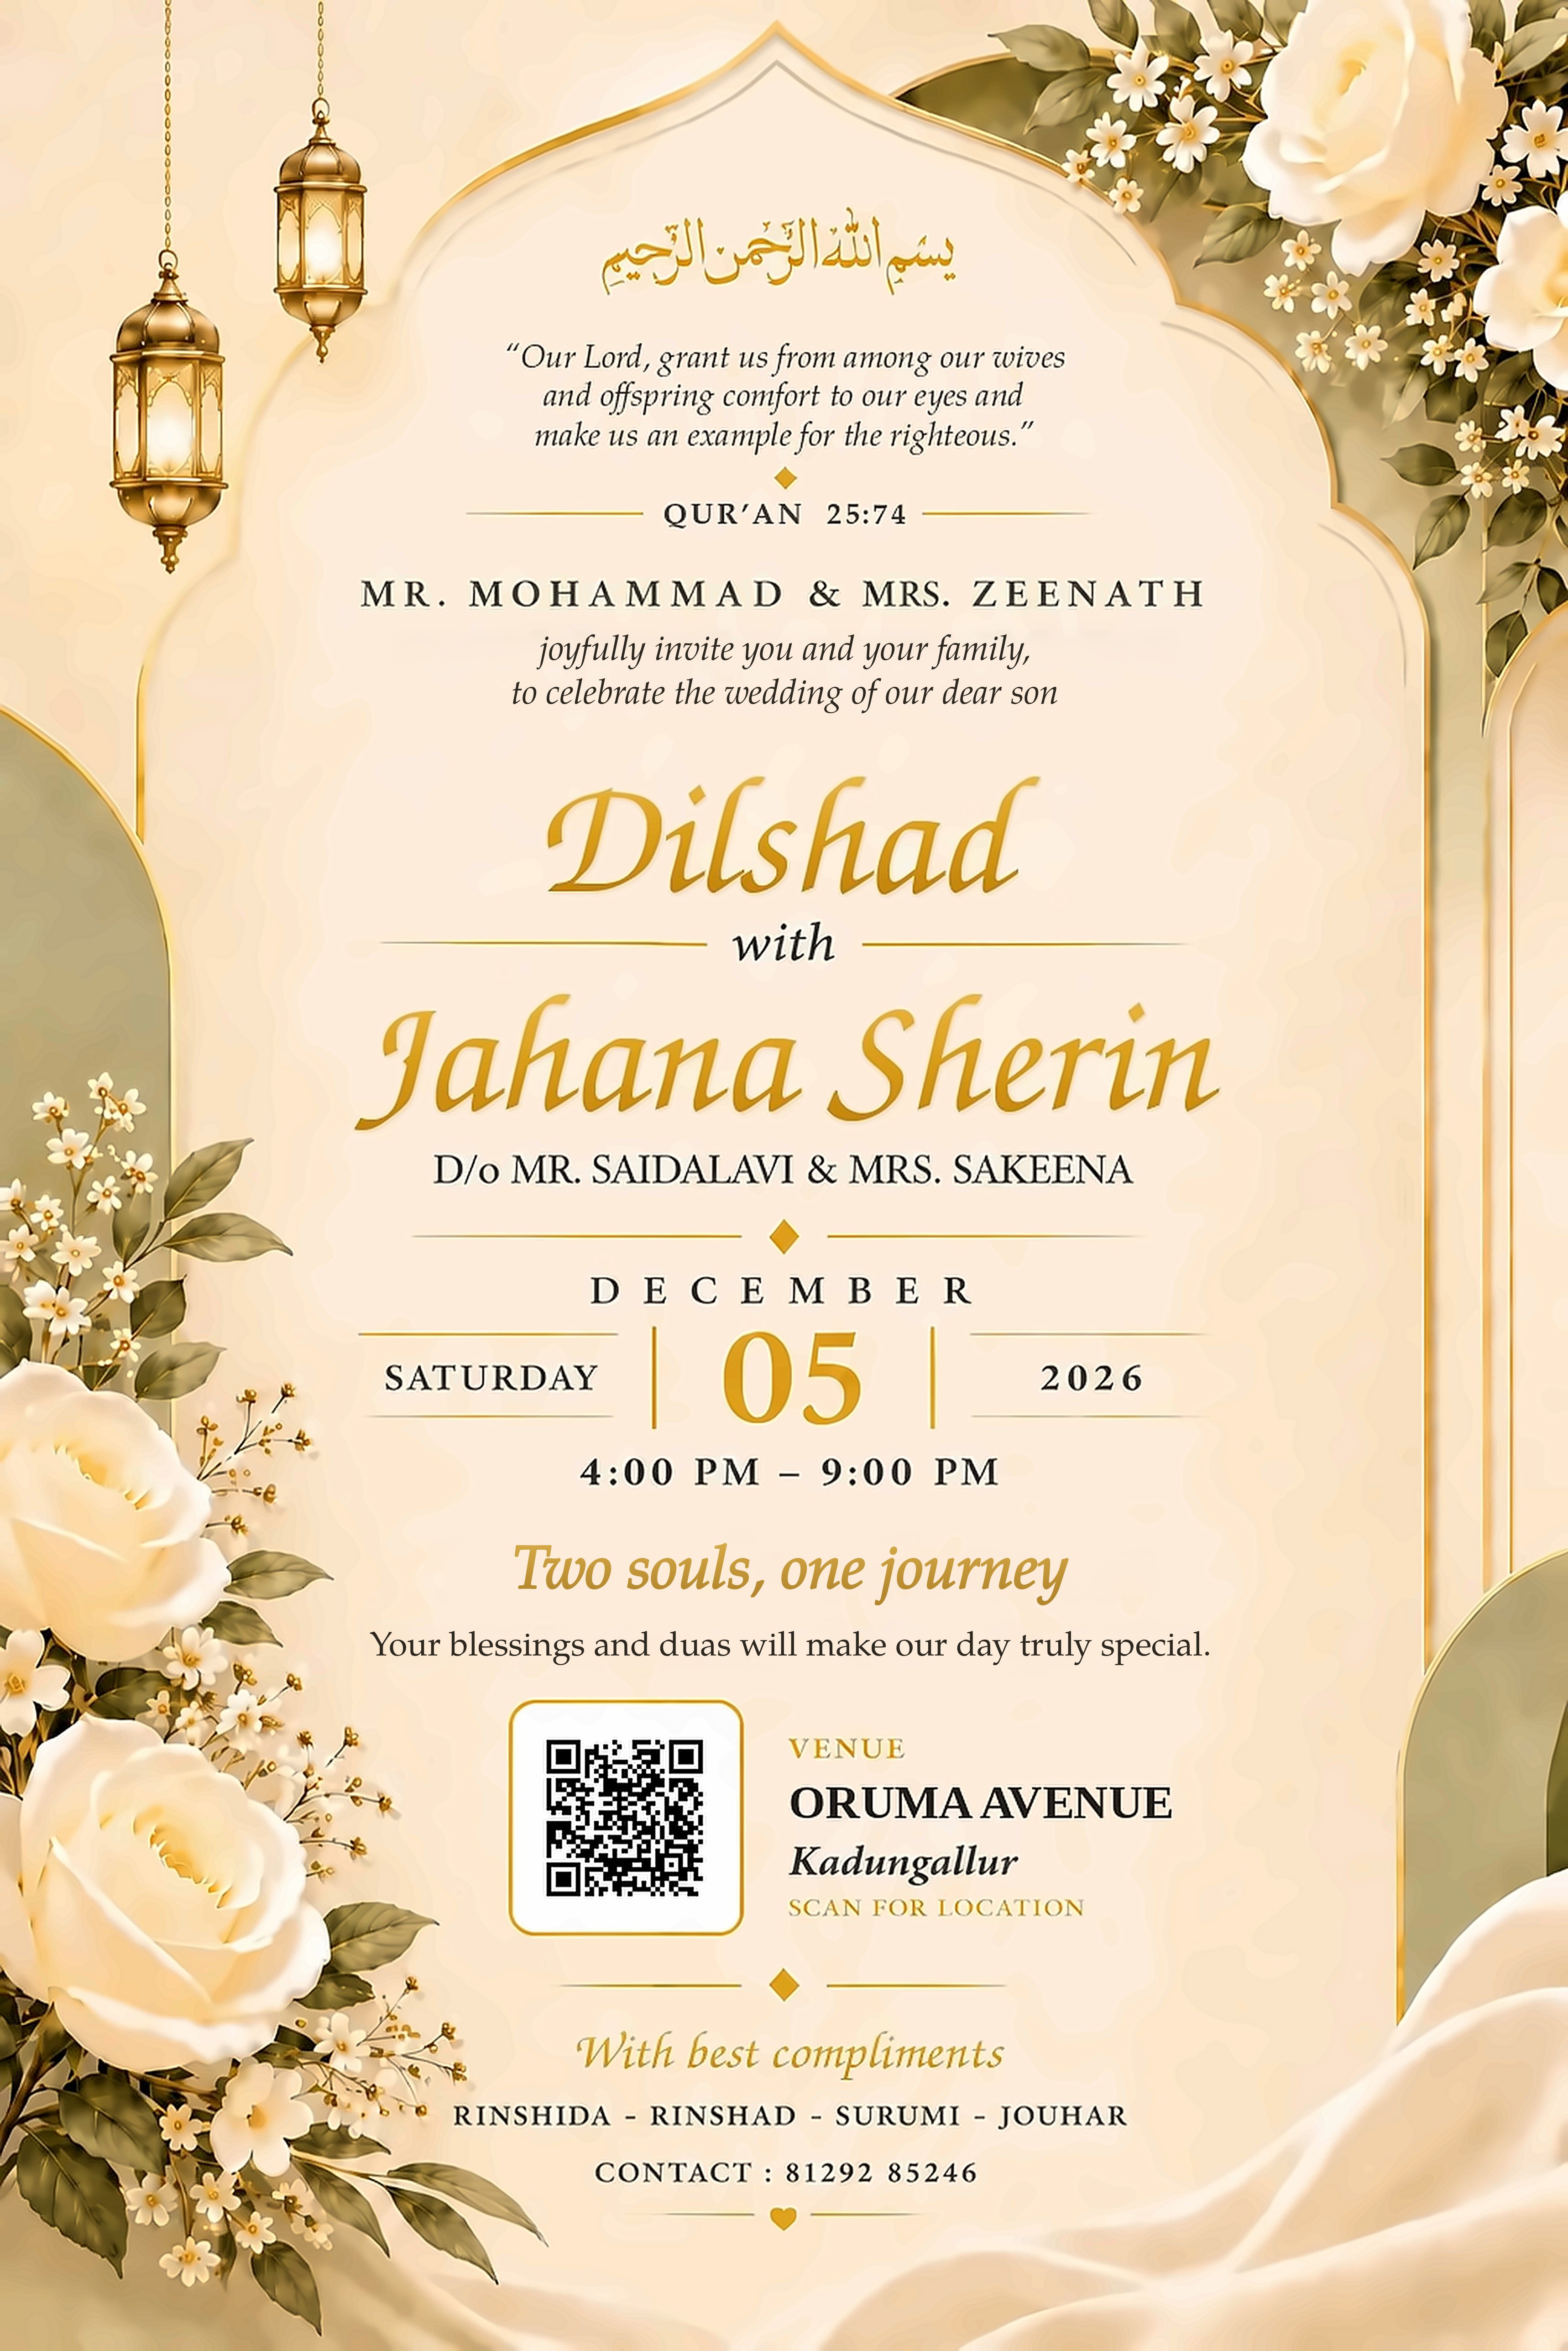 بسم الله الرحمن الرحيم
“Our Lord, grant us from among our wives
and offspring comfort to our eyes and
make us an example for the righteous.”
QUR’AN 25:74
MR. MOHAMMAD & MRS. ZEENATH
joyfully invite you and your family,
to celebrate the wedding of our dear son
Dilshad
with
Jahana Sherin
D/o MR. SAIDALAVI & MRS. SAKEENA
DECEMBER
SATURDAY | 05 | 2026
4:00 PM – 9:00 PM
Two souls, one journey
Your blessings and duas will make our day truly special.
VENUE
ORUMA AVENUE
Kadungallur
SCAN FOR LOCATION
With best compliments
RINSHIDA - RINSHAD - SURUMI - JOUHAR
CONTACT : 81292 85246